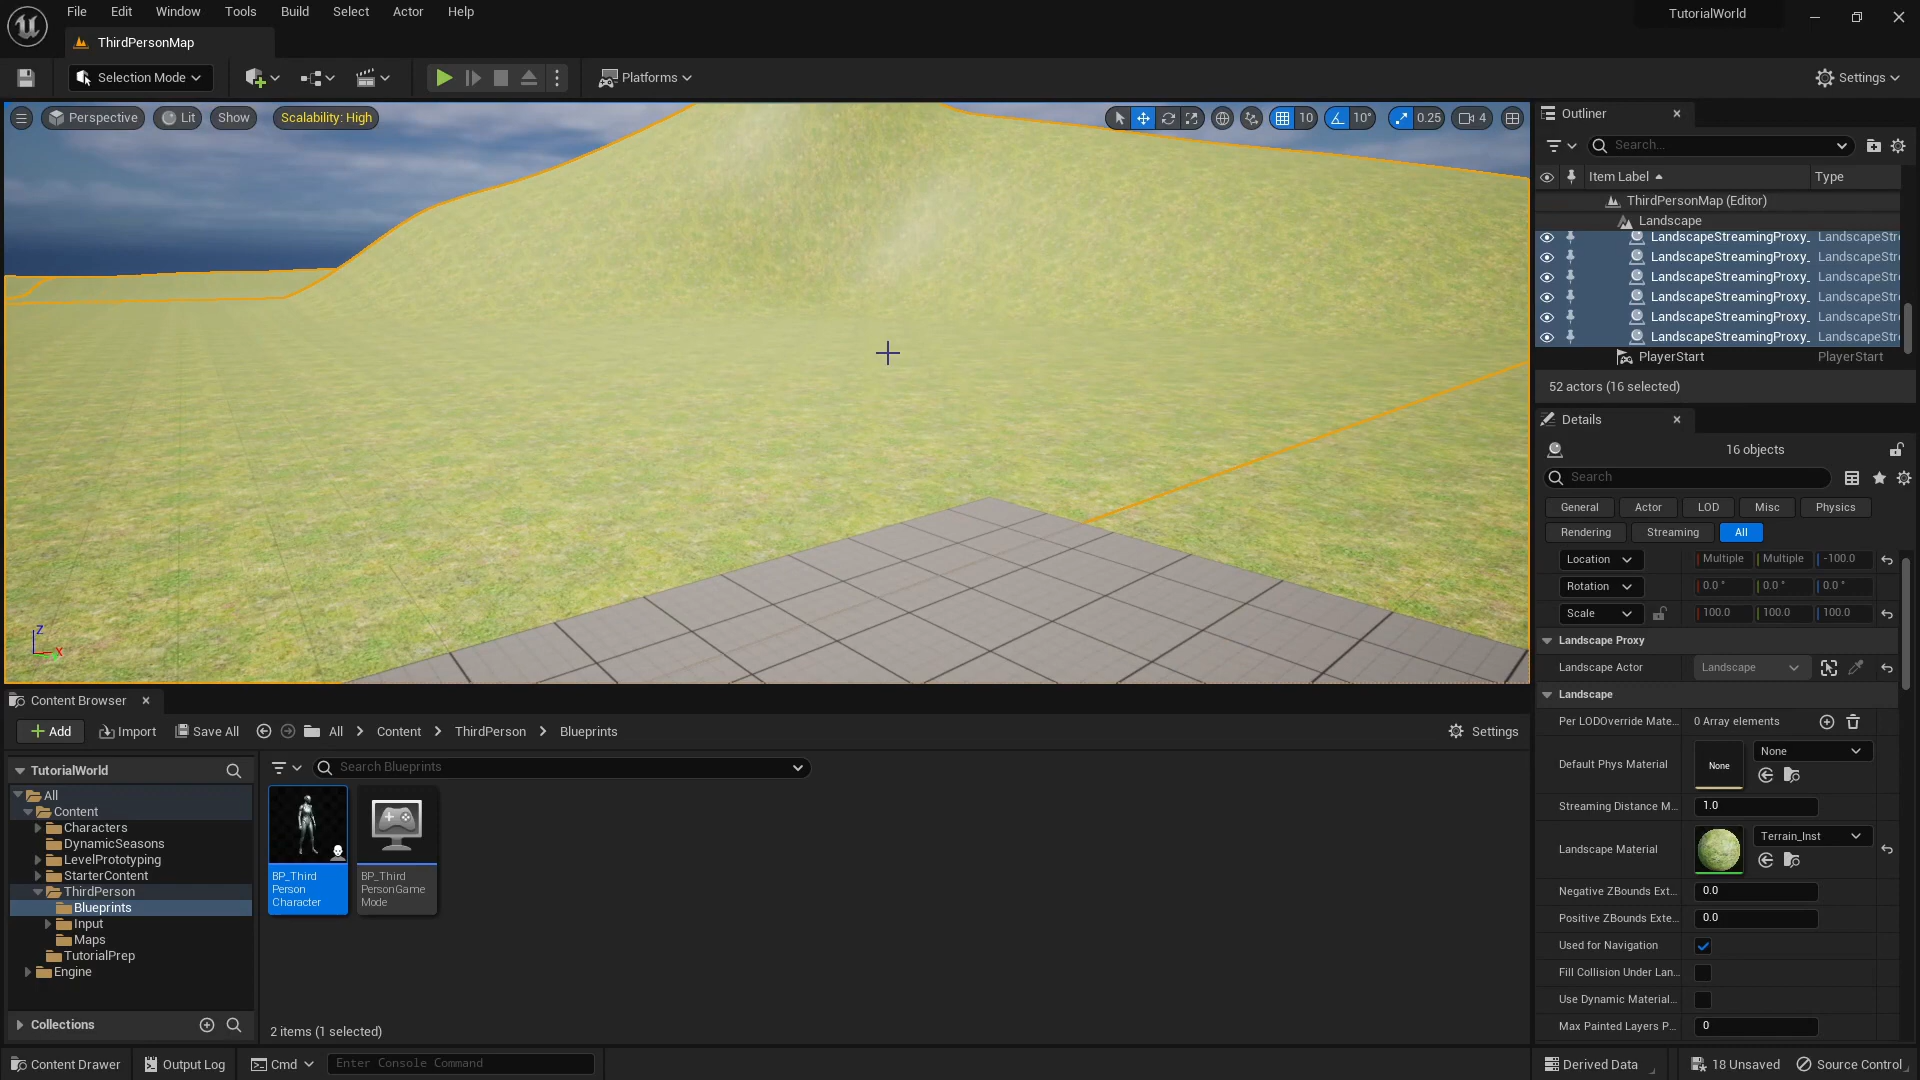 File Edit Window Tools Build Select Actor Help
TutorialWorld
ThirdPersonMap
Selection Mode
Platforms
Settings
Perspective
Lit
Show
Scalability: High
10
10°
0.25
4
Z
X
Outliner
Search...
Item Label
Type
ThirdPersonMap (Editor)
Landscape
LandscapeStreamingProxy_ LandscapeStr
LandscapeStreamingProxy_ LandscapeStr
LandscapeStreamingProxy_ LandscapeStr
LandscapeStreamingProxy_ LandscapeStr
LandscapeStreamingProxy_ LandscapeStr
LandscapeStreamingProxy_ LandscapeStr
PlayerStart PlayerStart
52 actors (16 selected)
Details
16 objects
Search
General Actor LOD Misc Physics
Rendering Streaming All
Location Multiple Multiple -100.0
Rotation 0.0 ° 0.0 ° 0.0 °
Scale 100.0 100.0 100.0
Landscape Proxy
Landscape Actor Landscape
Landscape
Per LODOverride Mate... 0 Array elements
Default Phys Material None None
Streaming Distance M... 1.0
Landscape Material Terrain_Inst
Negative ZBounds Ext... 0.0
Positive ZBounds Exte... 0.0
Used for Navigation
Fill Collision Under Lan...
Use Dynamic Material...
Max Painted Layers P... 0
Content Browser
Add Import Save All All Content ThirdPerson Blueprints Settings
TutorialWorld
All
Content
Characters
DynamicSeasons
LevelPrototyping
StarterContent
ThirdPerson
Blueprints
Input
Maps
TutorialPrep
Engine
Collections
Search Blueprints
BP_Third
Person
Character
BP_Third
PersonGame
Mode
2 items (1 selected)
Content Drawer Output Log Cmd Enter Console Command Derived Data 18 Unsaved Source Control